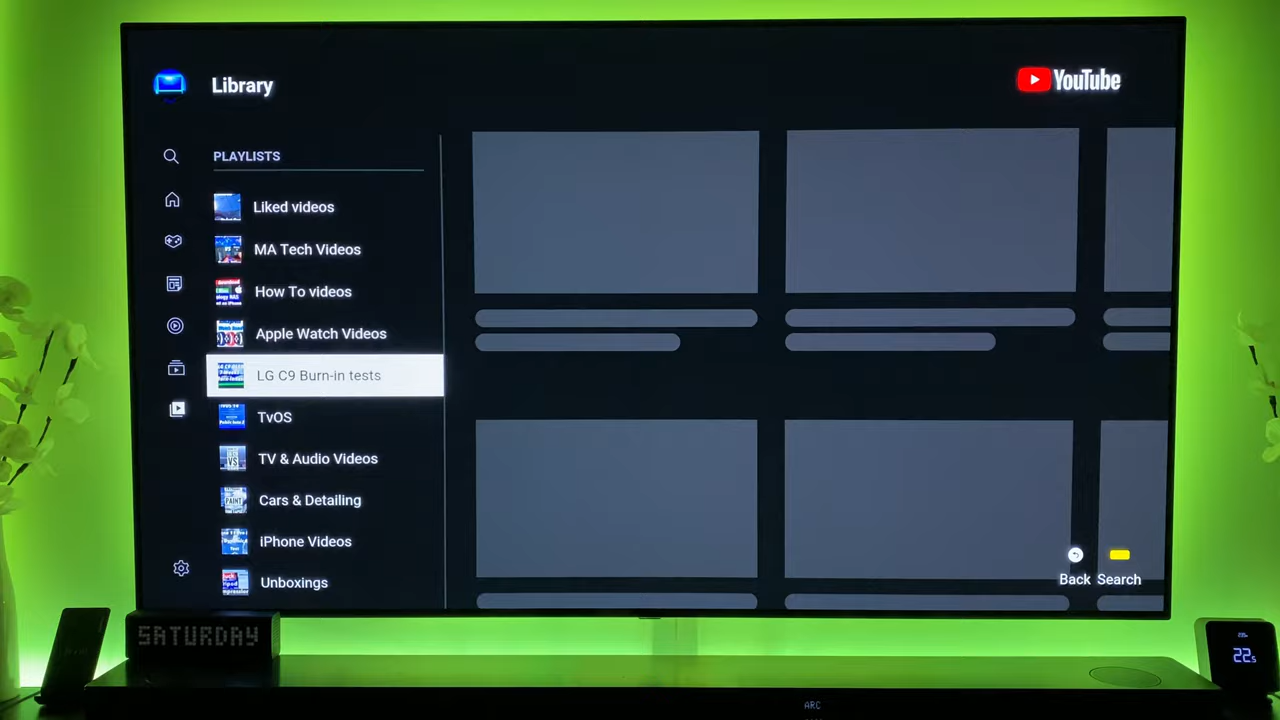 Library
YouTube
PLAYLISTS
Liked videos
MA Tech Videos
How To videos
Apple Watch Videos
LG C9 Burn-in tests
TvOS
TV & Audio Videos
Cars & Detailing
iPhone Videos
Unboxings
Back Search
SATURDAY
22.5
ARC